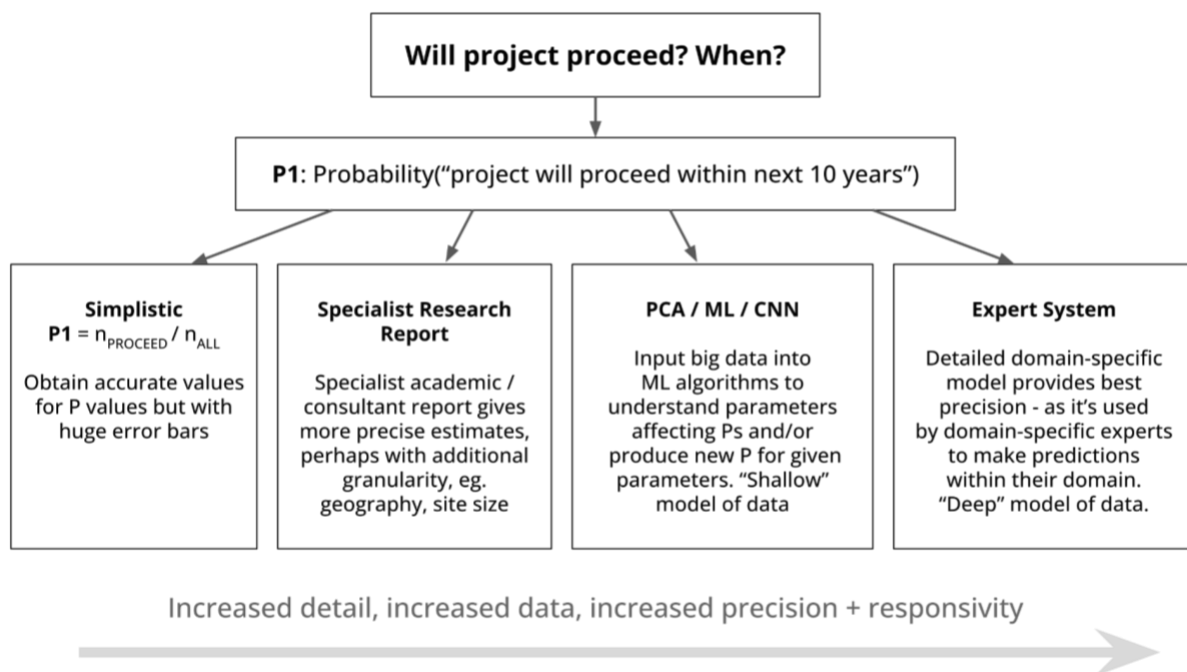 Will project proceed? When?
P1: Probability(“project will proceed within next 10 years”)
Simplistic
P1 = nPROCEED / nALL
Obtain accurate values
for P values but with
huge error bars
Specialist Research
Report
Specialist academic /
consultant report gives
more precise estimates,
perhaps with additional
granularity, eg.
geography, site size
PCA / ML / CNN
Input big data into
ML algorithms to
understand parameters
affecting Ps and/or
produce new P for given
parameters. “Shallow”
model of data
Expert System
Detailed domain-specific
model provides best
precision - as it’s used
by domain-specific experts
to make predictions
within their domain.
“Deep” model of data.
Increased detail, increased data, increased precision + responsivity